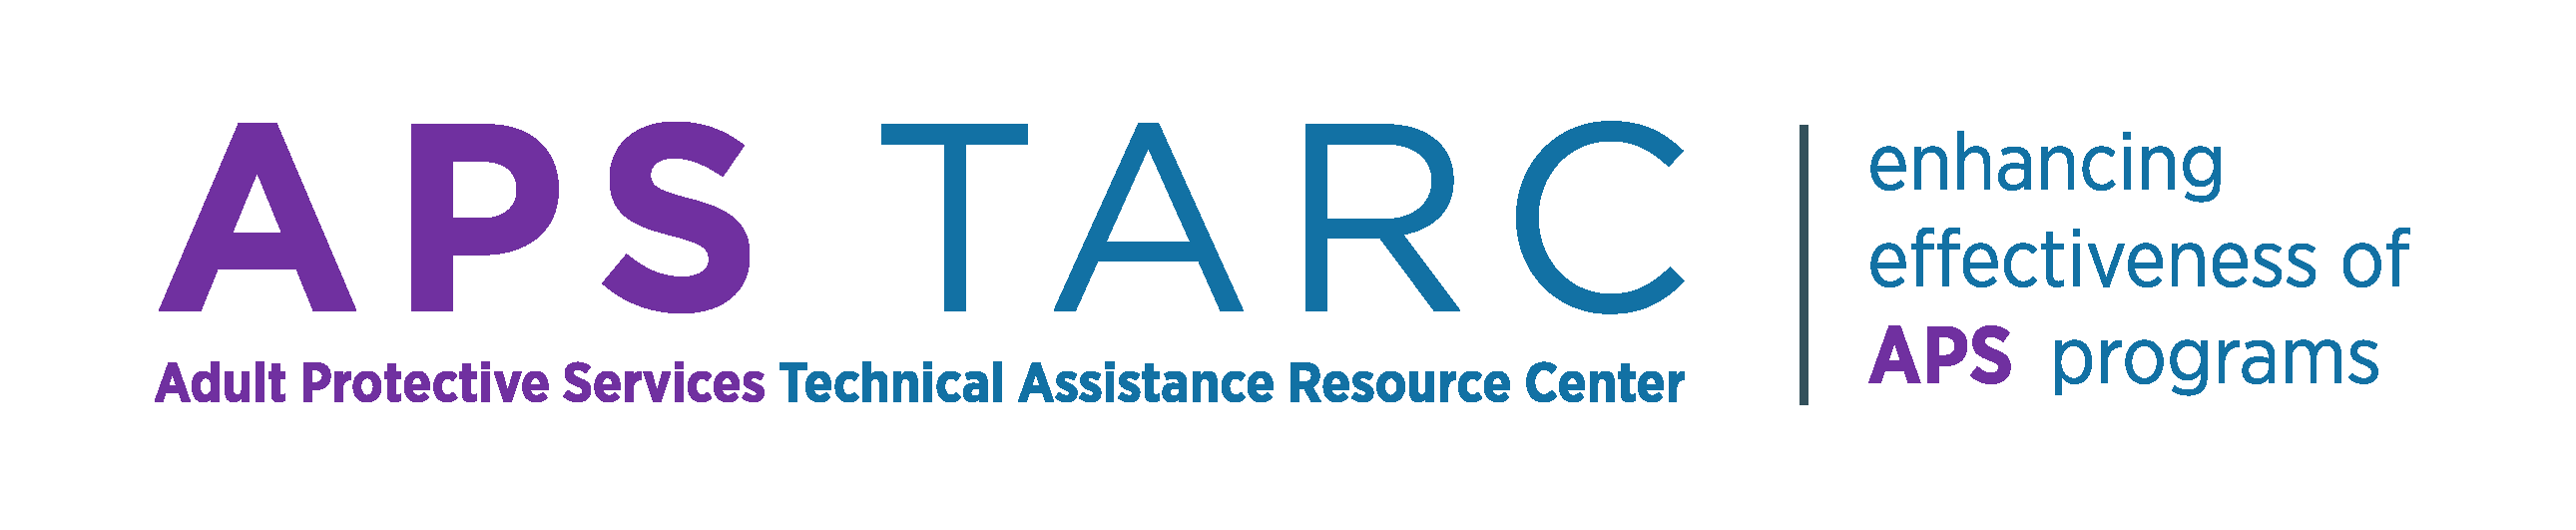 APS TARC
Adult Protective Services Technical Assistance Resource Center
enhancing
effectiveness of
APS programs